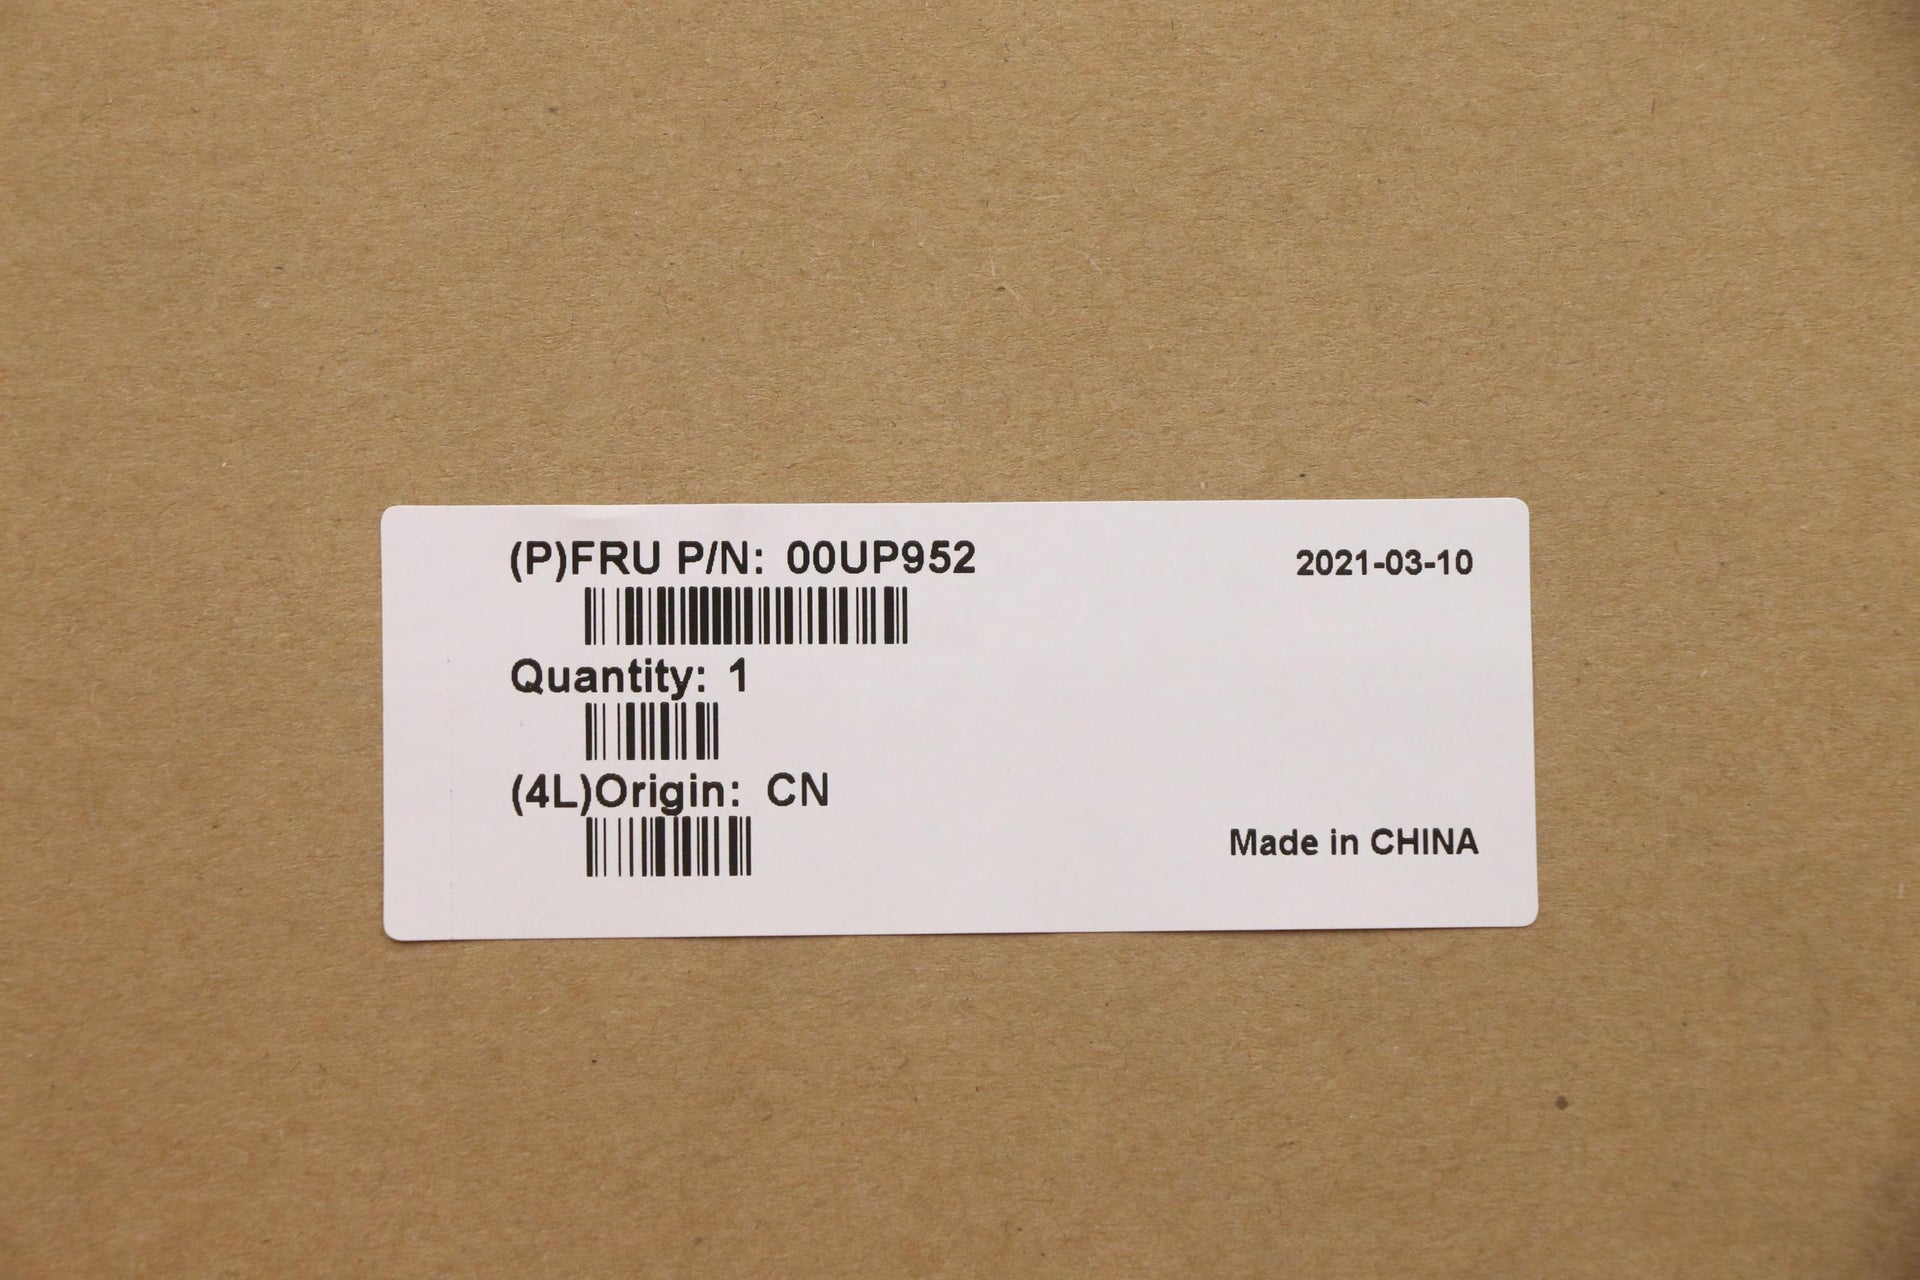 (P)FRU P/N: 00UP952
2021-03-10
Quantity: 1
(4L)Origin: CN
Made in CHINA